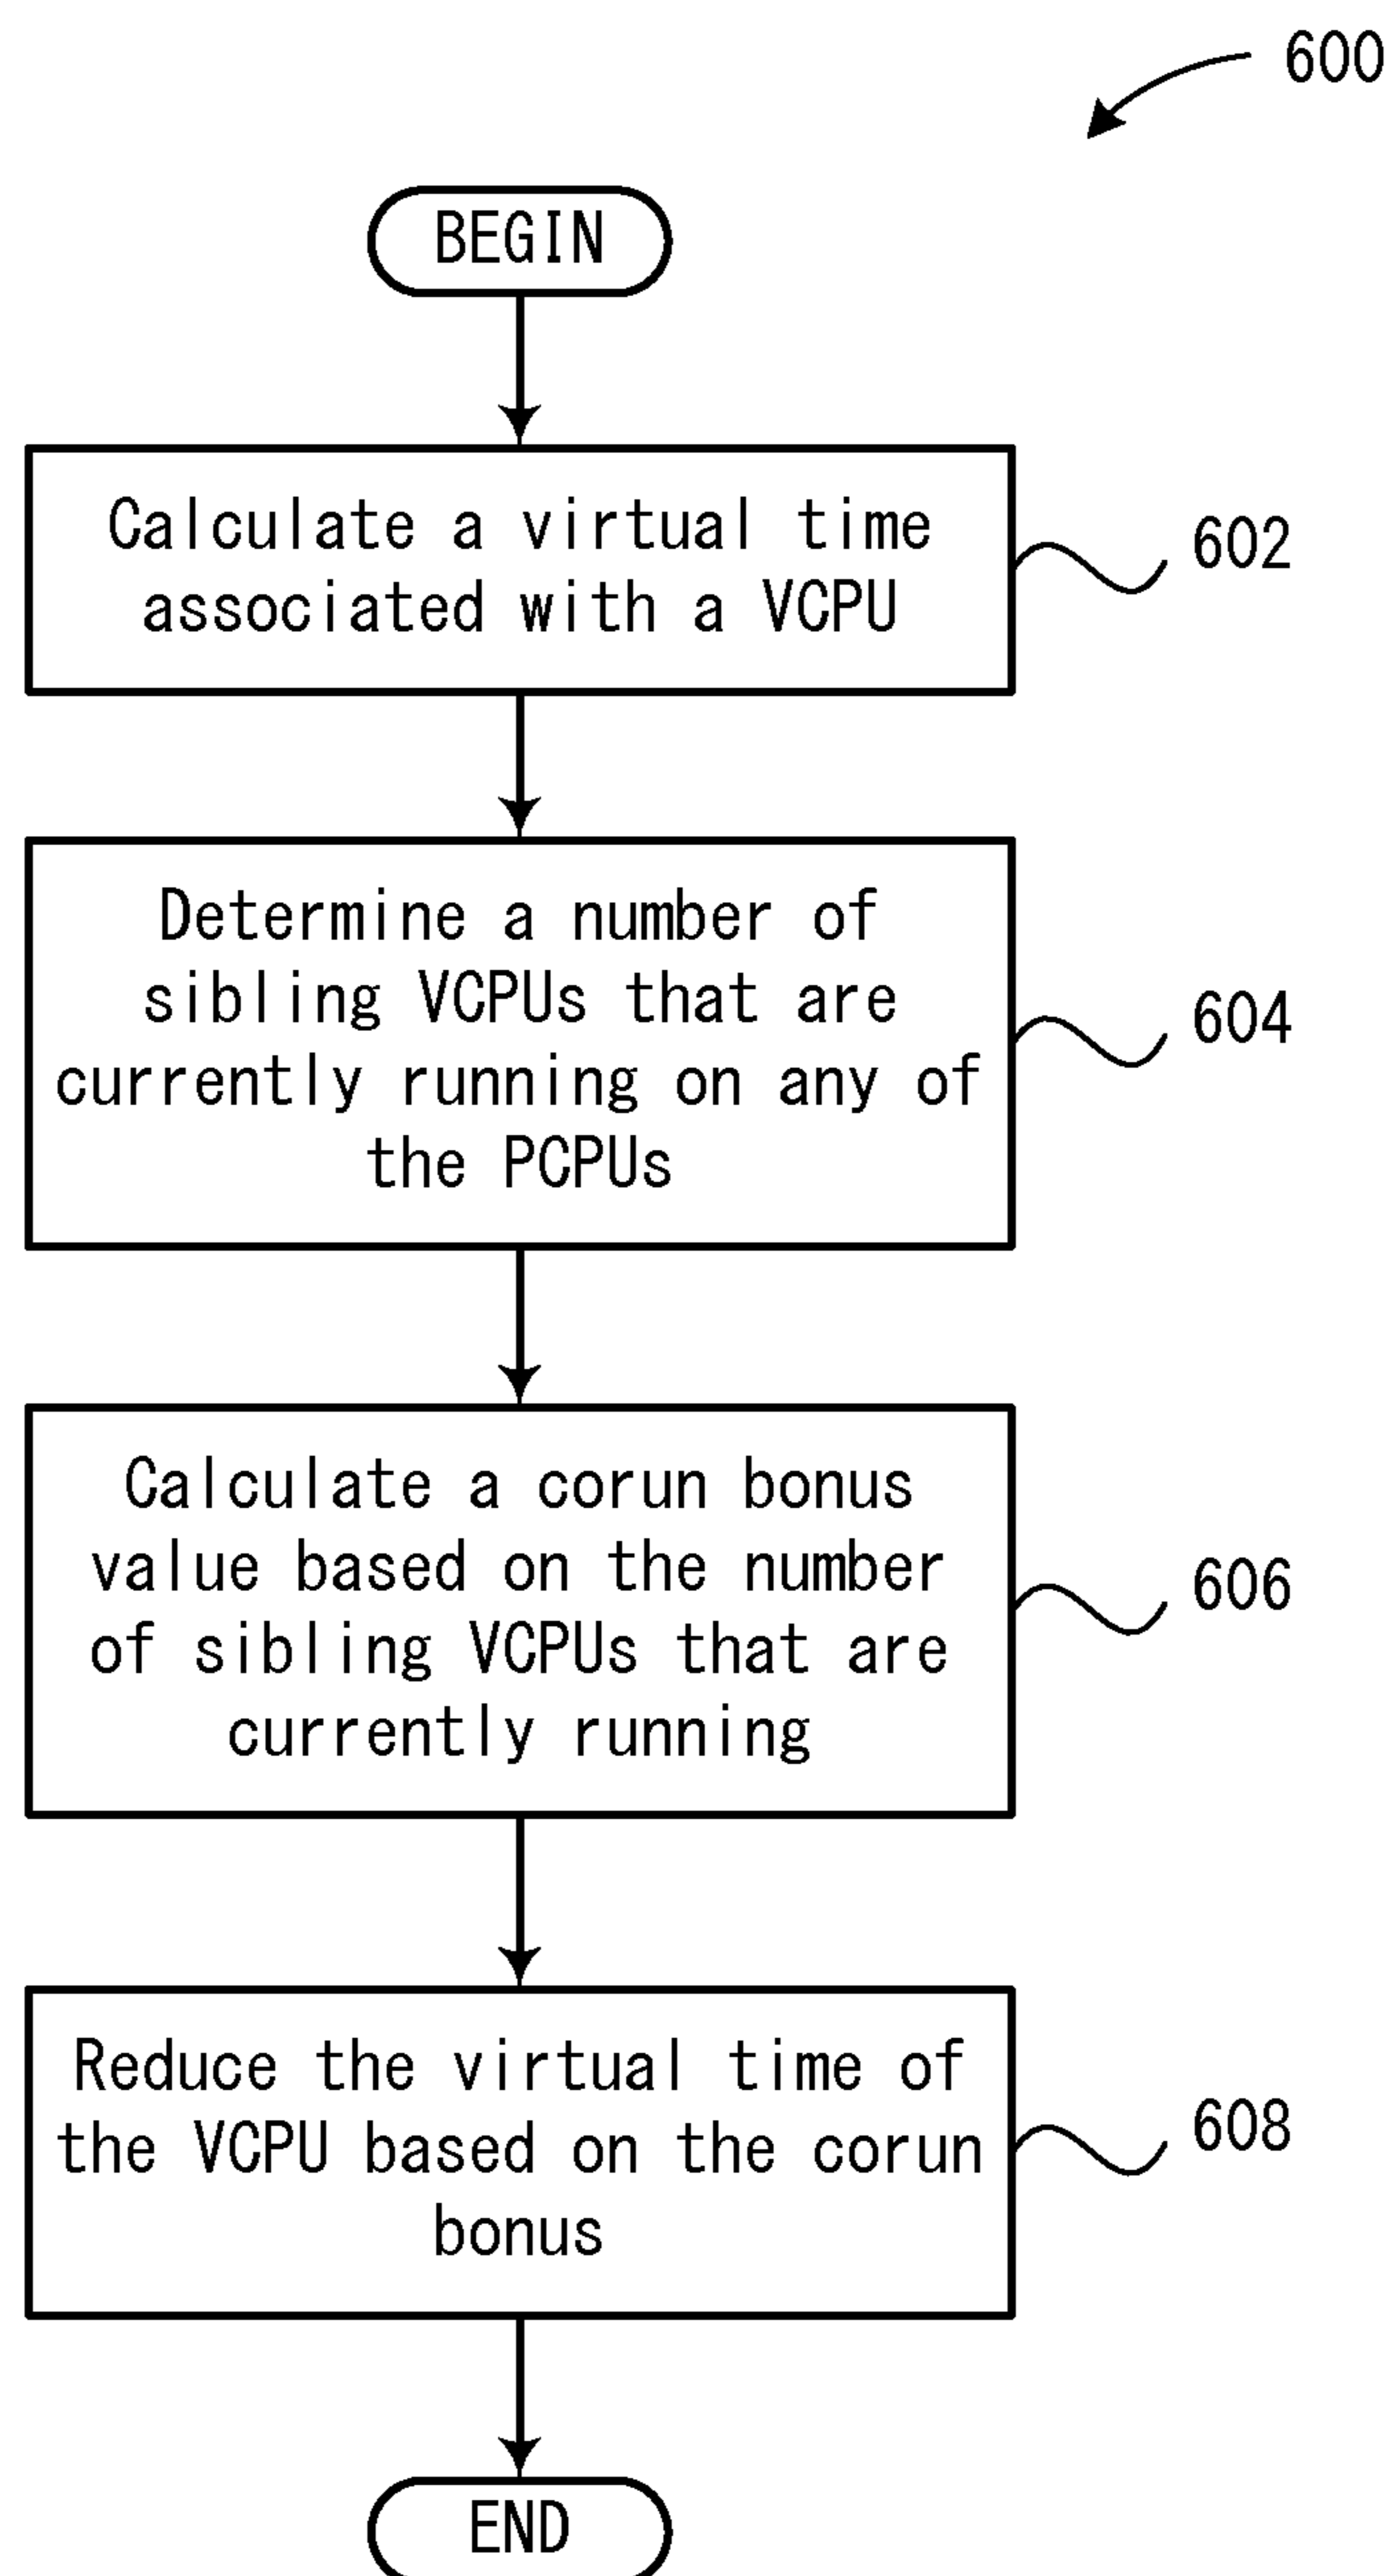 600
BEGIN
Calculate a virtual time
associated with a VCPU
602
Determine a number of
sibling VCPUs that are
currently running on any of
the PCPUs
604
Calculate a corun bonus
value based on the number
of sibling VCPUs that are
currently running
606
Reduce the virtual time of
the VCPU based on the corun
bonus
608
END